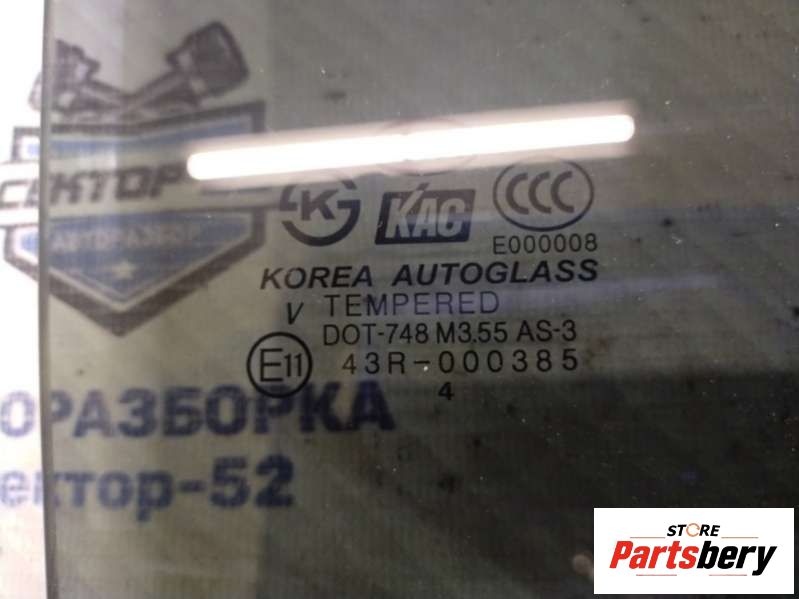 СЕКТОР
АВТОРАЗБОР
KAC
CCC
E000008
KOREA AUTOGLASS
V TEMPERED
DOT-748 M3.55 AS-3
E11 43R-000385
4
ОРАЗБОРКА
ектор-52
STORE
Partsbery